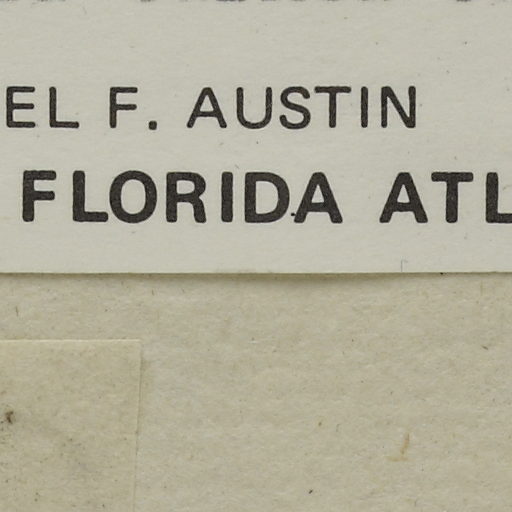 EL F. AUSTIN
FLORIDA ATL